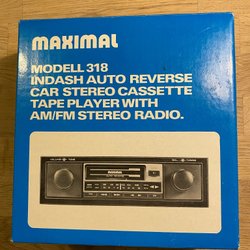 MAXIMAL
MODELL 318
INDASH AUTO REVERSE
CAR STEREO CASSETTE
TAPE PLAYER WITH
AM/FM STEREO RADIO.